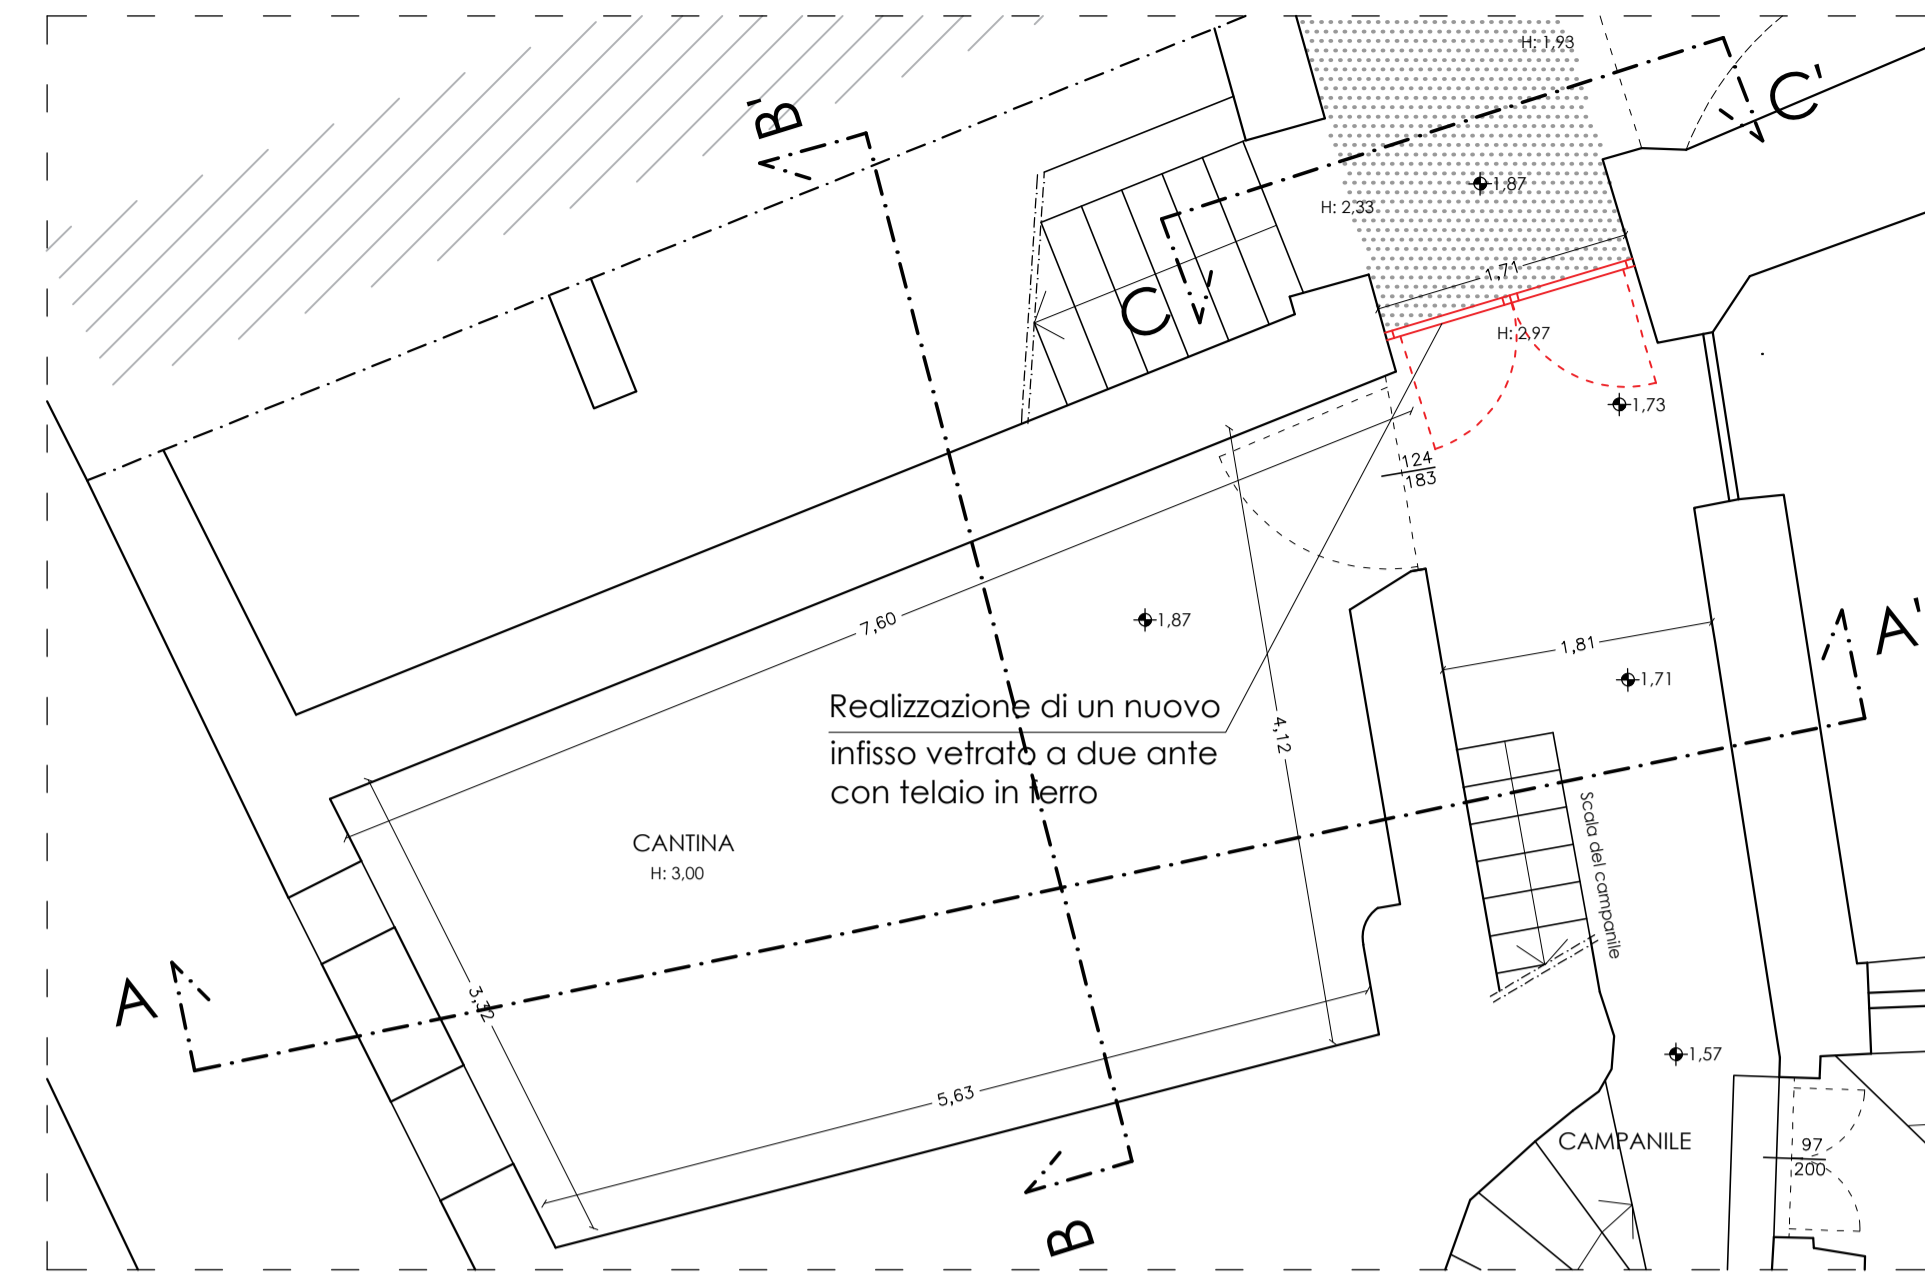 H: 1,93
B'
C'
1,87
H: 2,33
1,71
C
H: 2,97
1,73
124
183
7,60
1,87
A'
1,81
1,71
Realizzazione di un nuovo
infisso vetrato a due ante
con telaio in ferro
4,12
CANTINA
H: 3,00
Scala del campanile
A
1,57
5,63
CAMPANILE
97
200
B